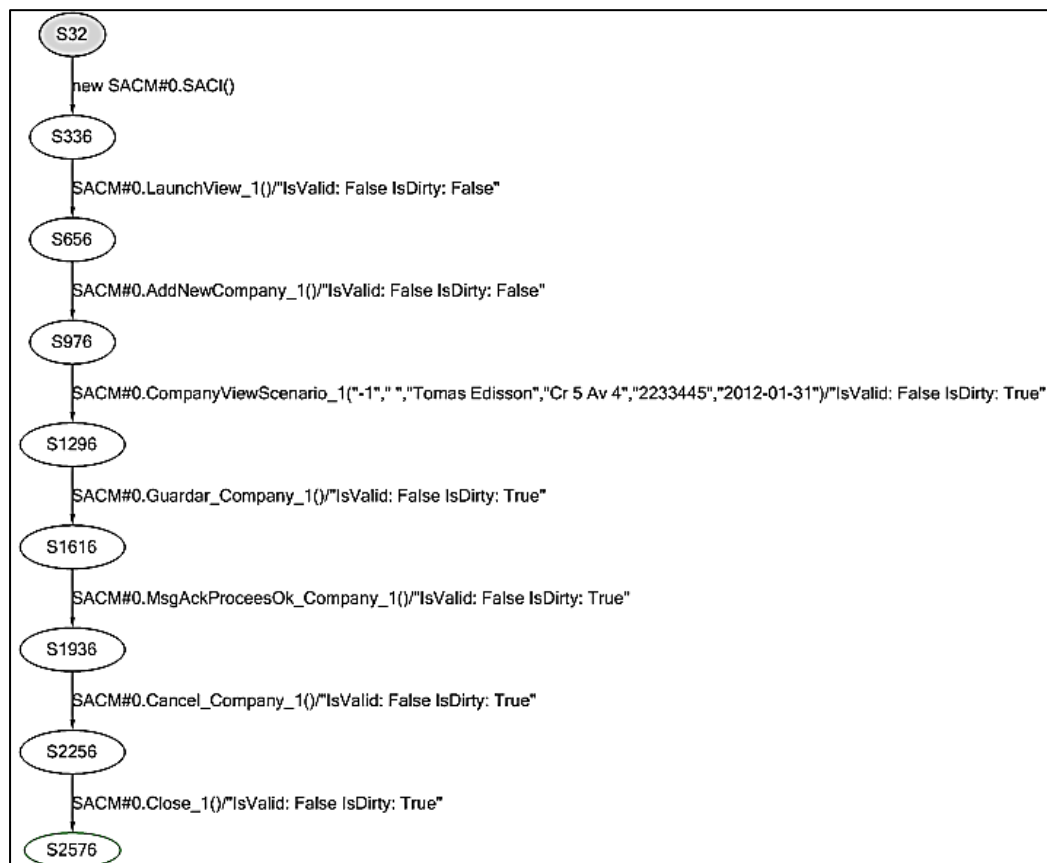 S32
new SACM#0.SACI()
S336
SACM#0.LaunchView_1()/"IsValid: False IsDirty: False"
S656
SACM#0.AddNewCompany_1()/"IsValid: False IsDirty: False"
S976
SACM#0.CompanyViewScenario_1("-1"," ","Tomas Edisson","Cr 5 Av 4","2233445","2012-01-31")/"IsValid: False IsDirty: True"
S1296
SACM#0.Guardar_Company_1()/"IsValid: False IsDirty: True"
S1616
SACM#0.MsgAckProceesOk_Company_1()/"IsValid: False IsDirty: True"
S1936
SACM#0.Cancel_Company_1()/"IsValid: False IsDirty: True"
S2256
SACM#0.Close_1()/"IsValid: False IsDirty: True"
S2576